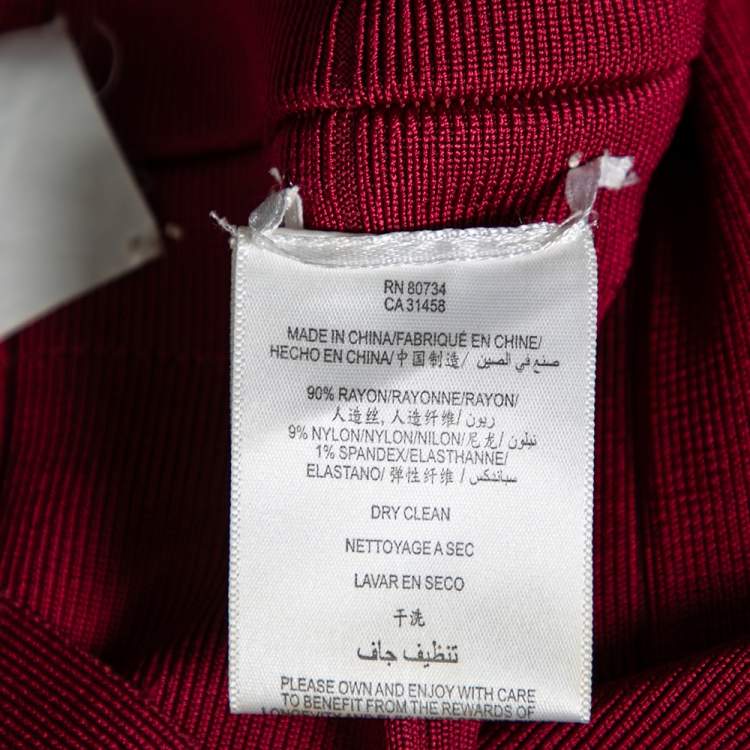 RN 80734
CA 31458
MADE IN CHINA/FABRIQUÉ EN CHINE/
HECHO EN CHINA/中国制造/ صنع في الصين
90% RAYON/RAYONNE/RAYON/
人造丝, 人造纤维/ ريون/
9% NYLON/NYLON/NILON/尼龙/ نيلون/
1% SPANDEX/ELASTHANNE/
ELASTANO/ 弹性纤维 / سباندكس/
DRY CLEAN
NETTOYAGE A SEC
LAVAR EN SECO
干洗
تنظيف جاف
PLEASE OWN AND ENJOY WITH CARE
TO BENEFIT FROM THE REWARDS OF
LONGEVITY AND